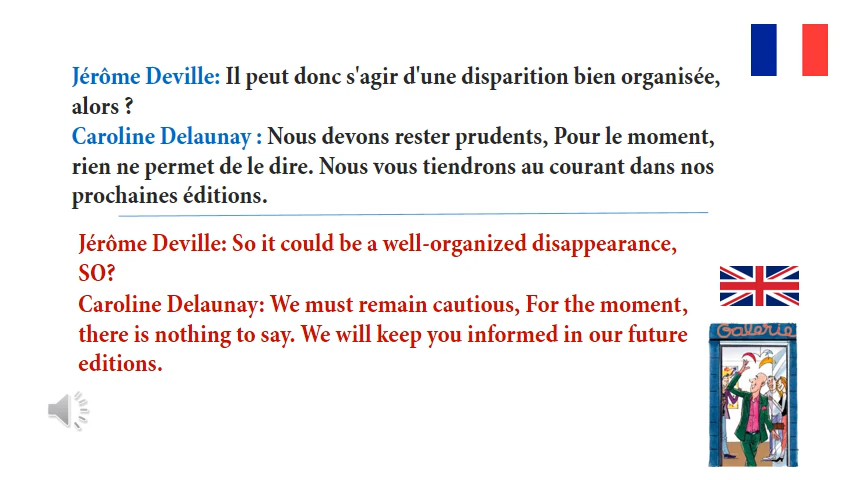 Jérôme Deville: Il peut donc s'agir d'une disparition bien organisée,
alors ?
Caroline Delaunay : Nous devons rester prudents, Pour le moment,
rien ne permet de le dire. Nous vous tiendrons au courant dans nos
prochaines éditions.
Jérôme Deville: So it could be a well-organized disappearance,
SO?
Caroline Delaunay: We must remain cautious, For the moment,
there is nothing to say. We will keep you informed in our future
editions.
Galerie